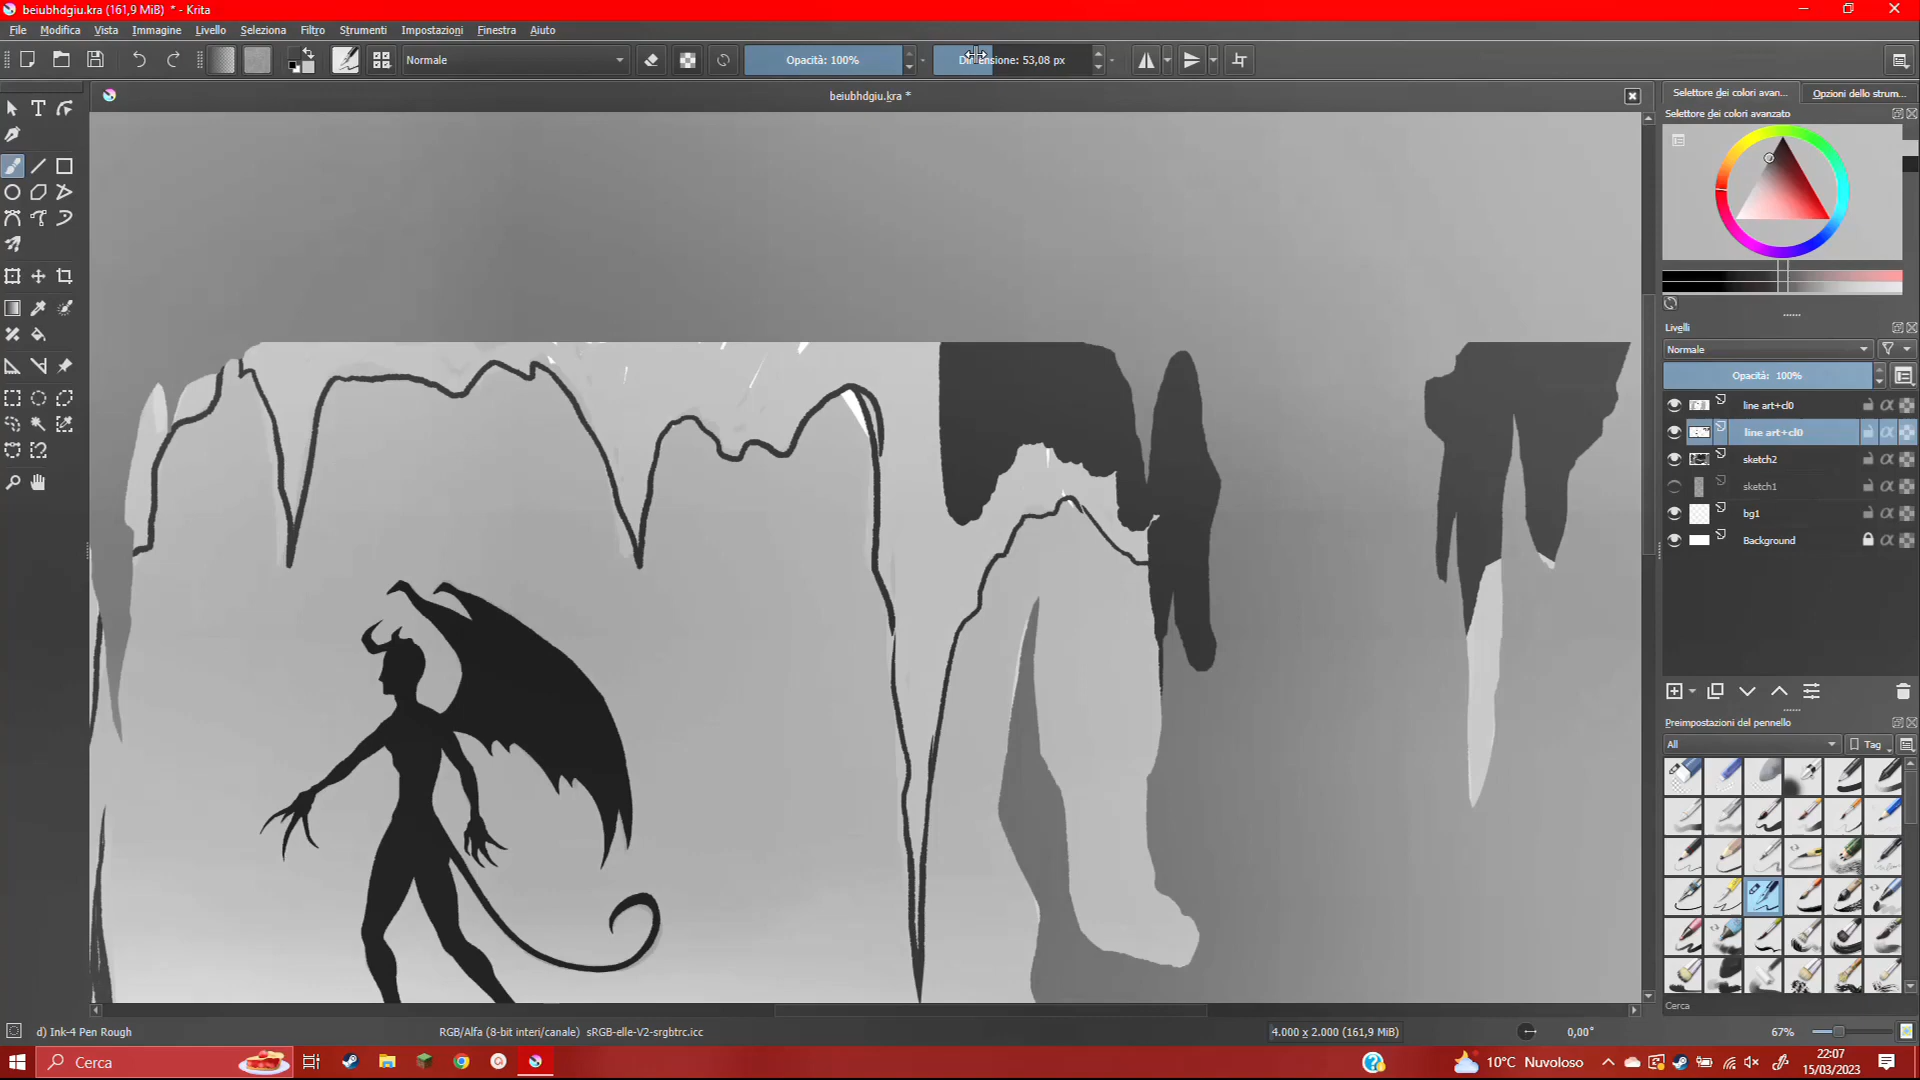 beiubhdgiu.kra (161,9 MiB) * - Krita
File Modifica Vista Immagine Livello Seleziona Filtro Strumenti Impostazioni Finestra Aiuto
Normale
Opacità: 100%
Dimensione: 53,08 px
beiubhdgiu.kra *
Selettore dei colori avan...
Opzioni dello strum...
Selettore dei colori avanzato
Livelli
Normale
Opacità: 100%
line art+cl0
line art+cl0
sketch2
sketch1
bg1
Background
Preimpostazioni del pennello
All
Tag
Cerca
d) Ink-4 Pen Rough
RGB/Alfa (8-bit interi/canale) sRGB-elle-V2-srgbtrc.icc
4.000 x 2.000 (161,9 MiB)
0,00°
67%
Cerca
10°C Nuvoloso
22:07
15/03/2023